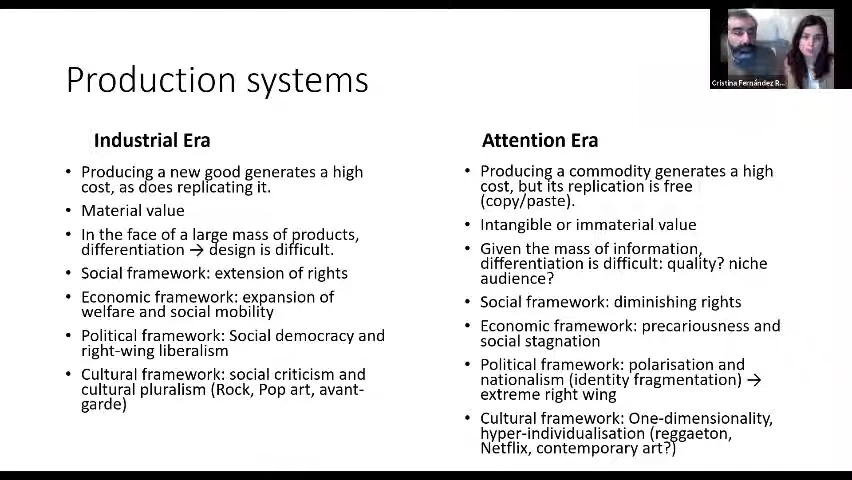 Production systems
Cristina Fernández R...
Industrial Era
• Producing a new good generates a high
cost, as does replicating it.
• Material value
• In the face of a large mass of products,
differentiation → design is difficult.
• Social framework: extension of rights
• Economic framework: expansion of
welfare and social mobility
• Political framework: Social democracy and
right-wing liberalism
• Cultural framework: social criticism and
cultural pluralism (Rock, Pop art, avant-
garde)
Attention Era
• Producing a commodity generates a high
cost, but its replication is free
(copy/paste).
• Intangible or immaterial value
• Given the mass of information,
differentiation is difficult: quality? niche
audience?
• Social framework: diminishing rights
• Economic framework: precariousness and
social stagnation
• Political framework: polarisation and
nationalism (identity fragmentation) →
extreme right wing
• Cultural framework: One-dimensionality,
hyper-individualisation (reggaeton,
Netflix, contemporary art?)